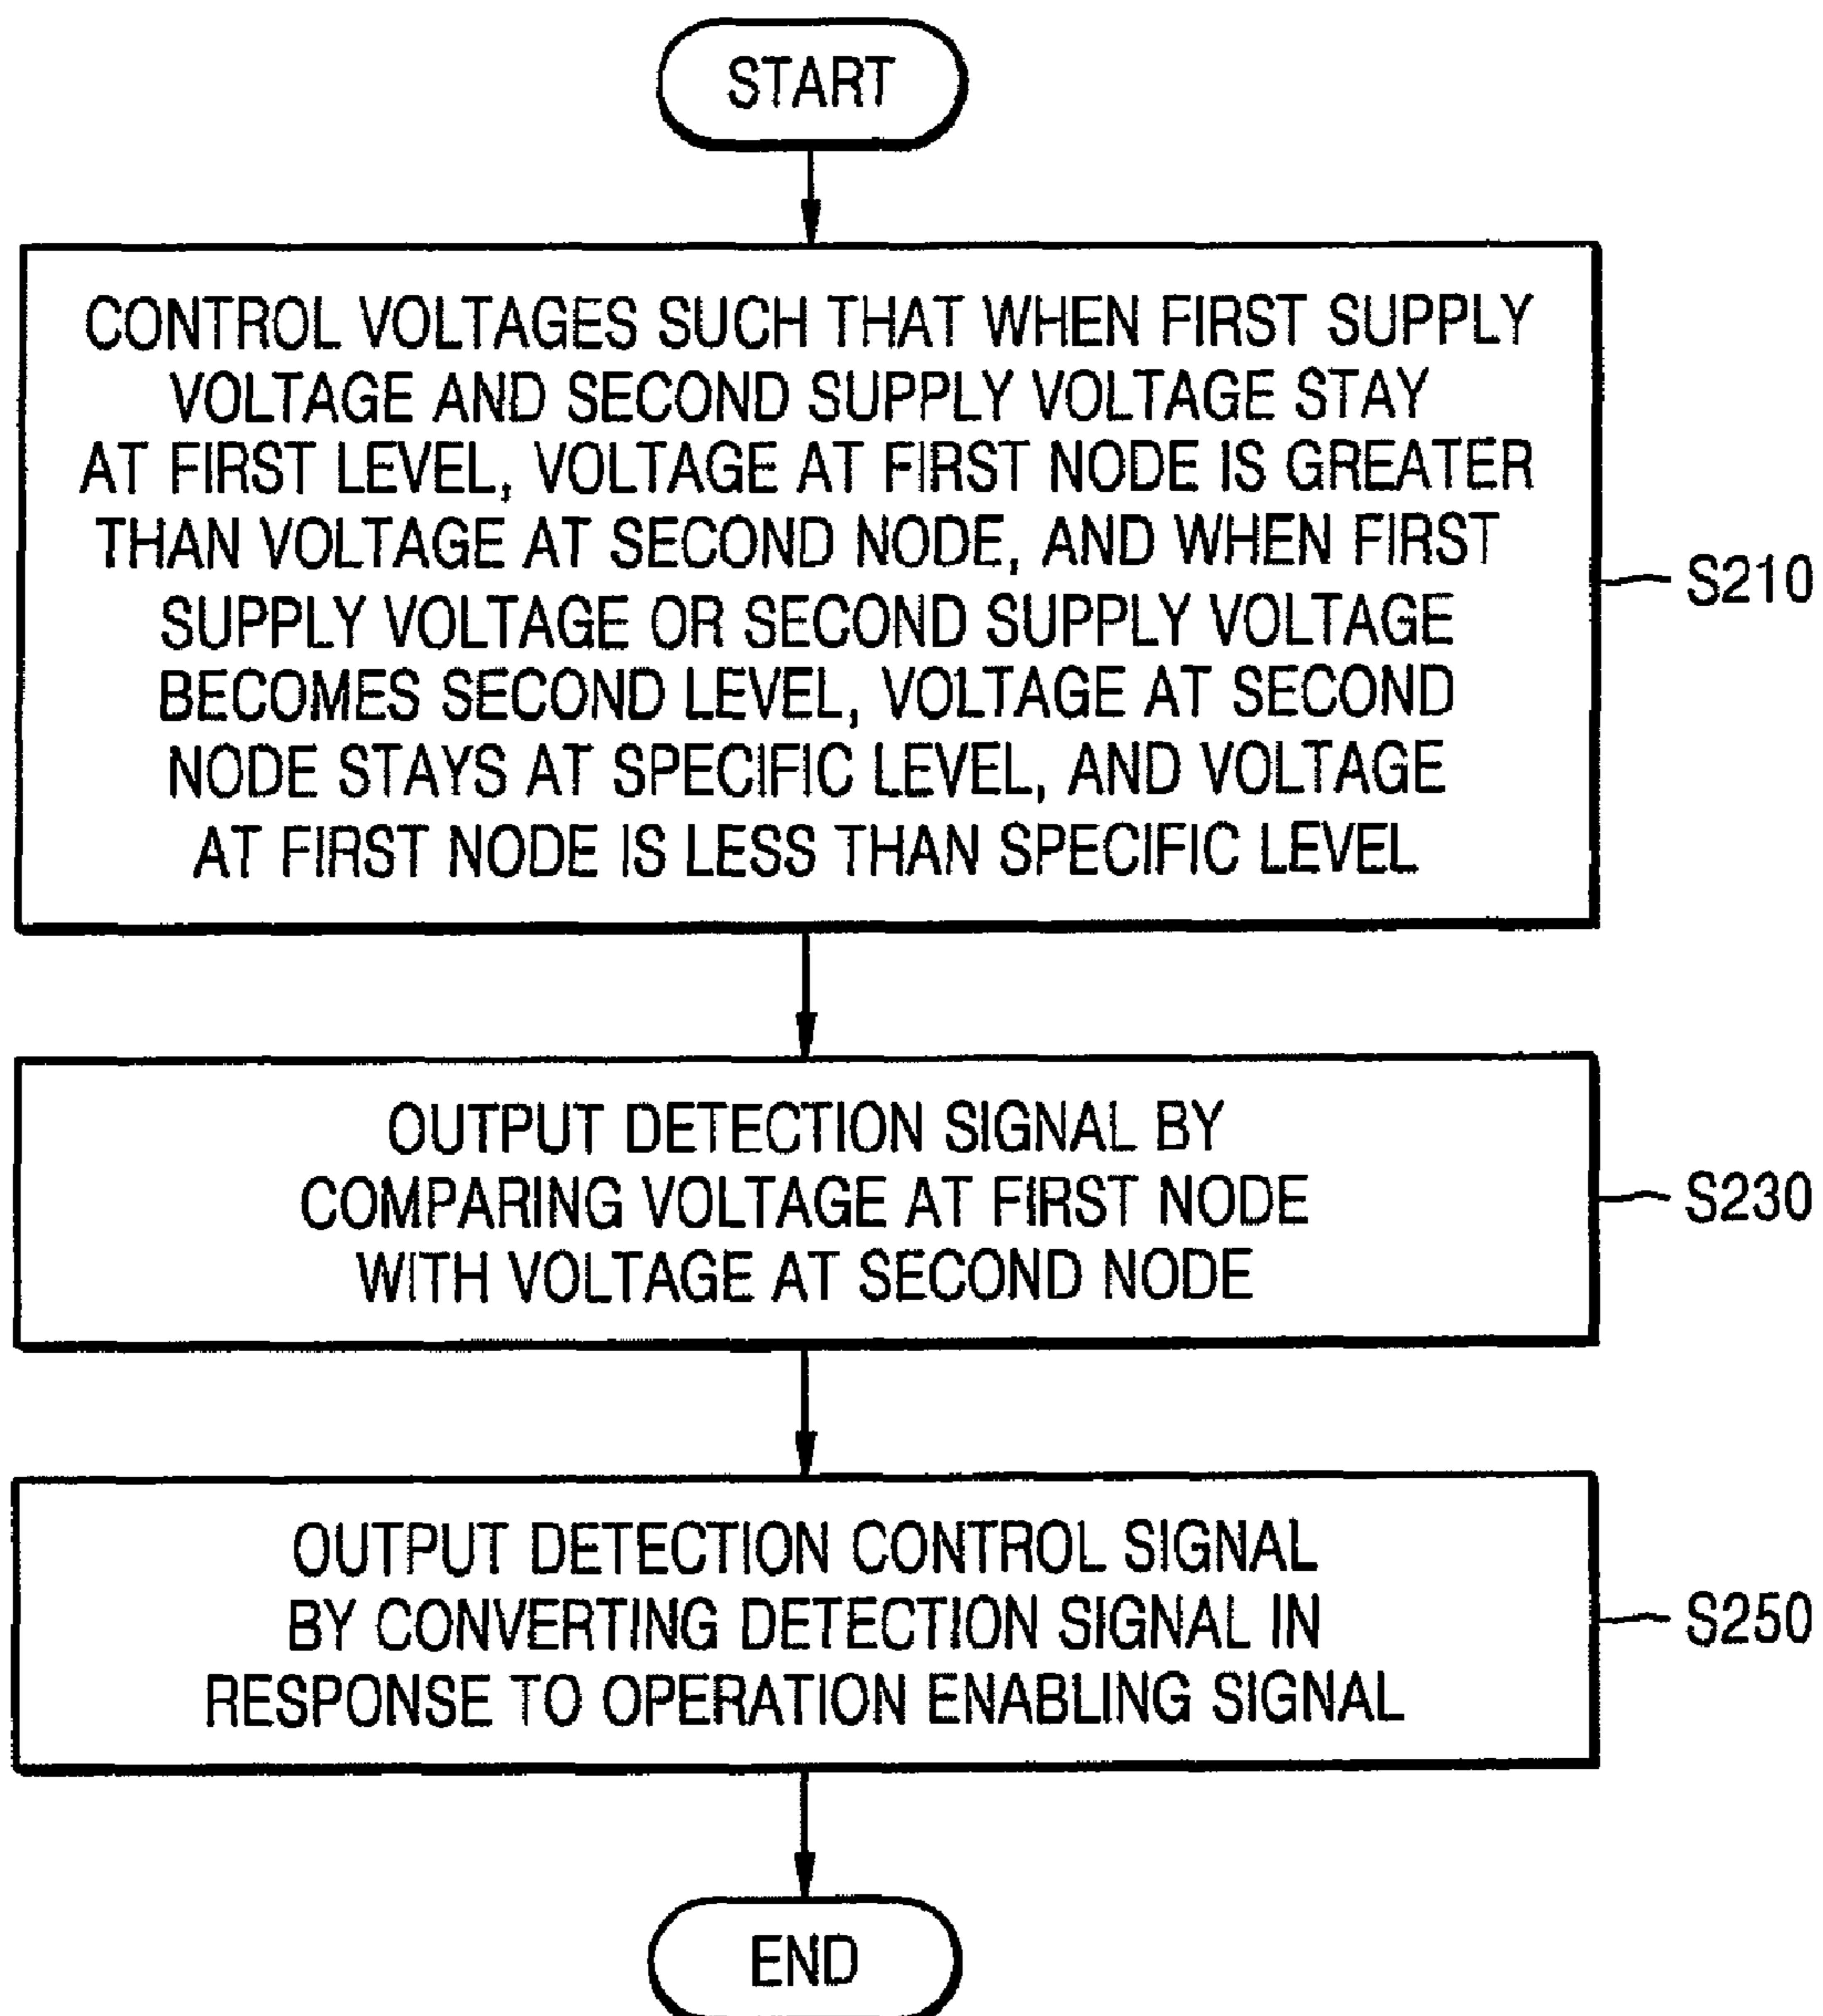 START
CONTROL VOLTAGES SUCH THAT WHEN FIRST SUPPLY
VOLTAGE AND SECOND SUPPLY VOLTAGE STAY
AT FIRST LEVEL, VOLTAGE AT FIRST NODE IS GREATER
THAN VOLTAGE AT SECOND NODE, AND WHEN FIRST
SUPPLY VOLTAGE OR SECOND SUPPLY VOLTAGE
BECOMES SECOND LEVEL, VOLTAGE AT SECOND
NODE STAYS AT SPECIFIC LEVEL, AND VOLTAGE
AT FIRST NODE IS LESS THAN SPECIFIC LEVEL
S210
OUTPUT DETECTION SIGNAL BY
COMPARING VOLTAGE AT FIRST NODE
WITH VOLTAGE AT SECOND NODE
S230
OUTPUT DETECTION CONTROL SIGNAL
BY CONVERTING DETECTION SIGNAL IN
RESPONSE TO OPERATION ENABLING SIGNAL
S250
END